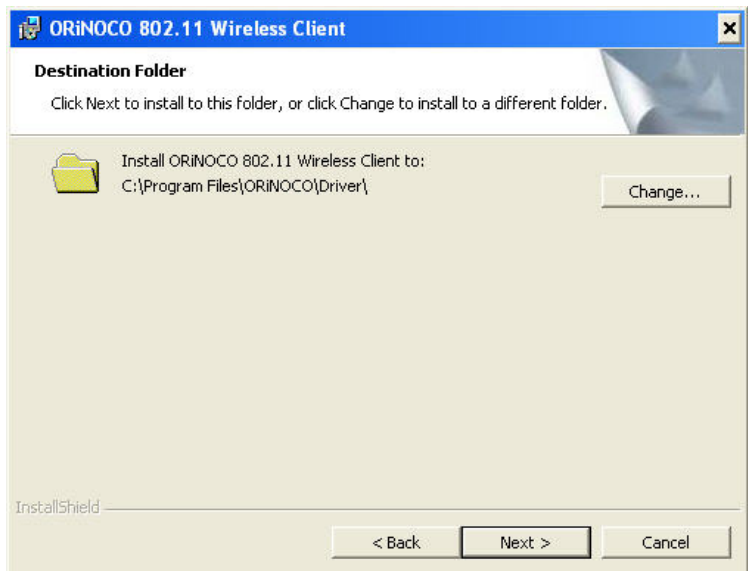 ORiNOCO 802.11 Wireless Client
Destination Folder
Click Next to install to this folder, or click Change to install to a different folder.
Install ORiNOCO 802.11 Wireless Client to:
C:\Program Files\ORiNOCO\Driver\
Change...
InstallShield
< Back
Next >
Cancel